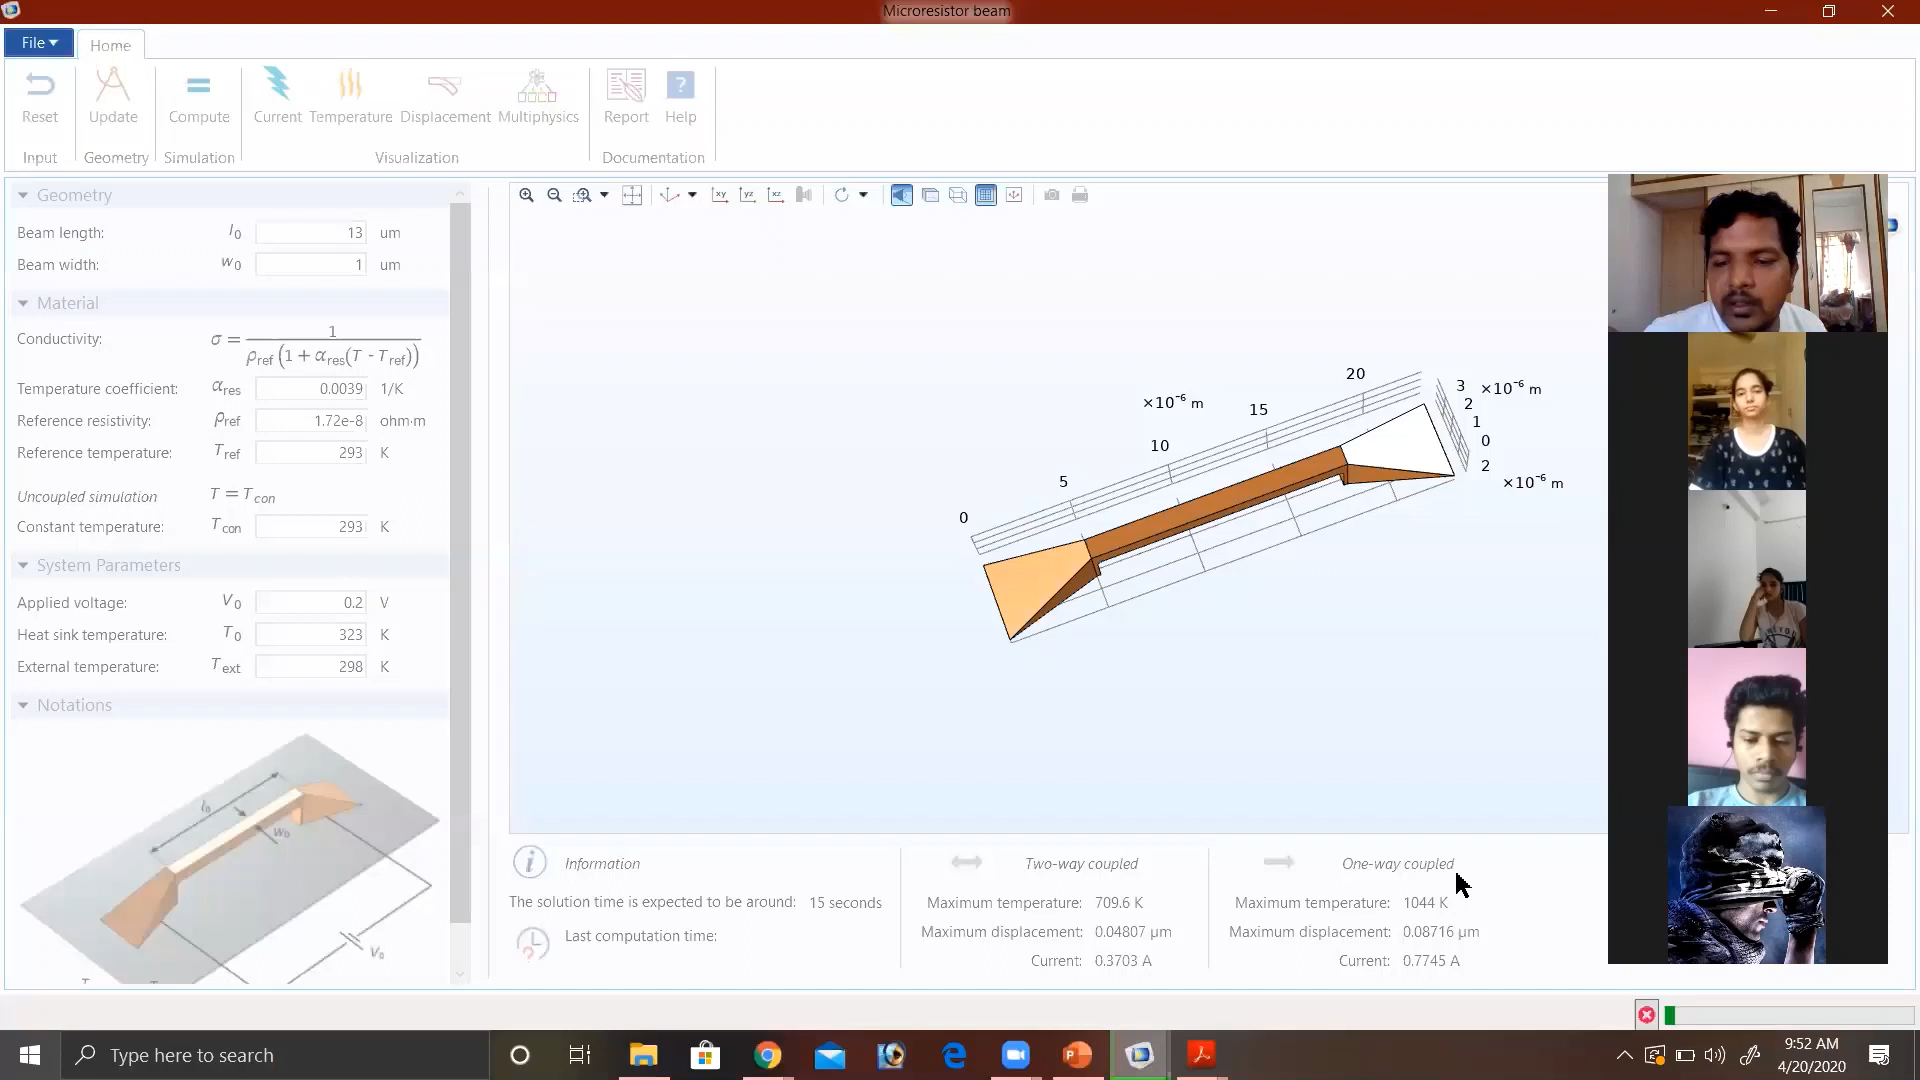 Microresistor beam
File Home
Reset Update Compute Current Temperature Displacement Multiphysics Report Help
Input Geometry Simulation Visualization Documentation
Geometry
Beam length: l0 13 um
Beam width: w0 1 um
Material
Conductivity: σ = 1 / ρref (1 + αres(T - Tref))
Temperature coefficient: αres 0.0039 1/K
Reference resistivity: ρref 1.72e-8 ohm·m
Reference temperature: Tref 293 K
Uncoupled simulation T = Tcon
Constant temperature: Tcon 293 K
System Parameters
Applied voltage: V0 0.2 V
Heat sink temperature: T0 323 K
External temperature: Text 298 K
Notations
l0
w0
V0
xy yz xz
20
×10⁻⁶ m
15
10
5
0
3 ×10⁻⁶ m
2
1
0
2
×10⁻⁶ m
Information
The solution time is expected to be around: 15 seconds
Last computation time:
Two-way coupled
Maximum temperature: 709.6 K
Maximum displacement: 0.04807 µm
Current: 0.3703 A
One-way coupled
Maximum temperature: 1044 K
Maximum displacement: 0.08716 µm
Current: 0.7745 A
Type here to search
9:52 AM
4/20/2020